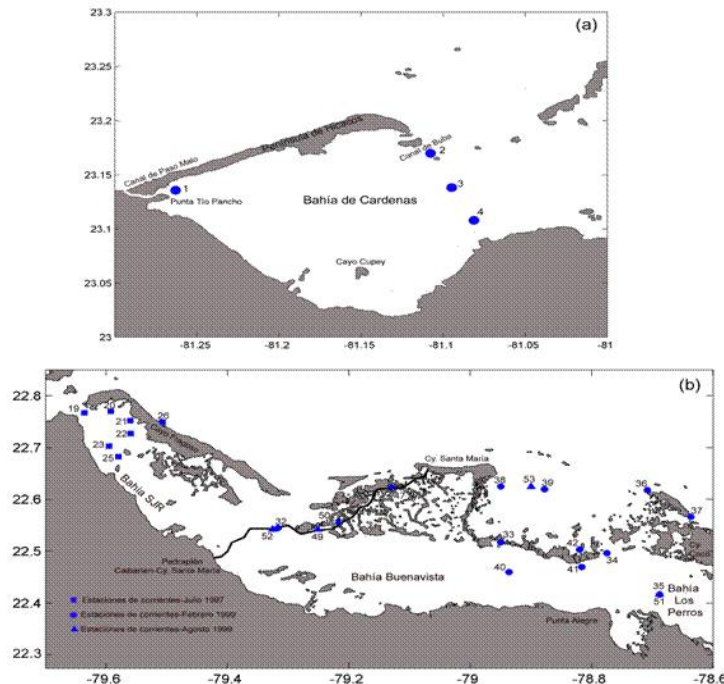 (a)
23.3
23.25
23.2
23.15
23.1
23.05
23
Península de Hicacos
Canal de Paso Malo
Punta Tío Pancho
Canal de Buba
1
2
3
4
Bahía de Cardenas
Cayo Cupey
-81.25
-81.2
-81.15
-81.1
-81.05
-81
(b)
22.8
22.7
22.6
22.5
22.4
22.3
19
20
21
22
23
25
26
Bahía SJR
Cy. Santa María
50
32
52
49
38
53
39
36
37
33
40
42
41
34
35
51
Pedraplén
Caibarién-Cy. Santa María
Bahía Buenavista
Bahía
Los
Perros
Punta Alegre
Estaciones de corrientes-Julio 1997
Estaciones de corrientes-Febrero 1999
Estaciones de corrientes-Agosto 1999
-79.6
-79.4
-79.2
-79
-78.8
-78.6